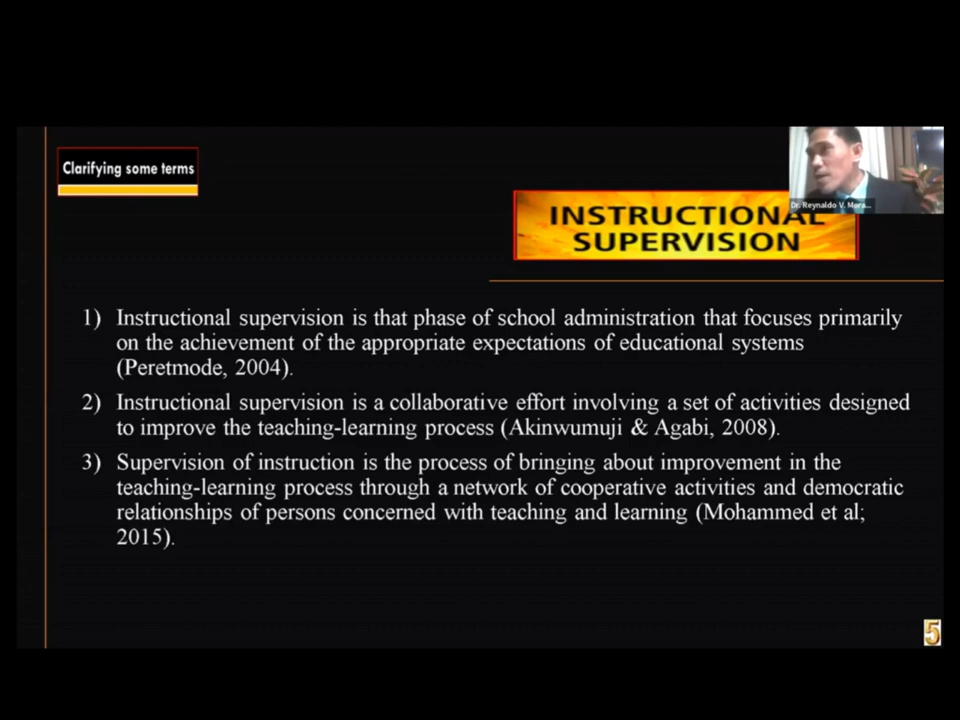 Clarifying some terms
Dr. Reynaldo V. Mora...
INSTRUCTIONAL
SUPERVISION
1) Instructional supervision is that phase of school administration that focuses primarily
on the achievement of the appropriate expectations of educational systems
(Peretmode, 2004).
2) Instructional supervision is a collaborative effort involving a set of activities designed
to improve the teaching-learning process (Akinwumuji & Agabi, 2008).
3) Supervision of instruction is the process of bringing about improvement in the
teaching-learning process through a network of cooperative activities and democratic
relationships of persons concerned with teaching and learning (Mohammed et al;
2015).
5